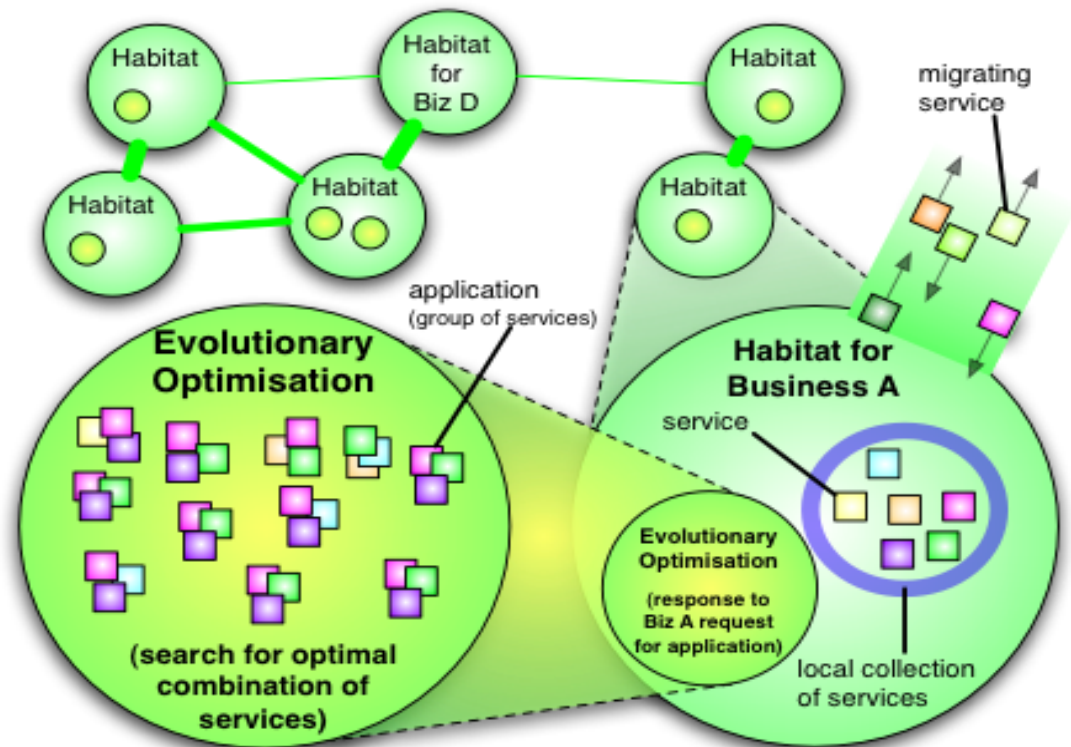 Habitat
Habitat
for
Biz D
Habitat
Habitat
Habitat
Habitat
migrating
service
application
(group of services)
Evolutionary
Optimisation
(search for optimal
combination of
services)
Habitat for
Business A
service
Evolutionary
Optimisation
(response to
Biz A request
for application)
local collection
of services